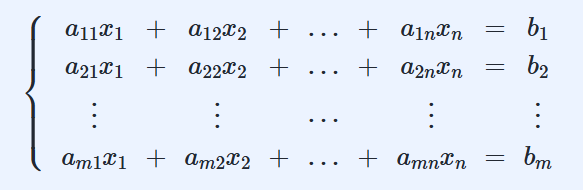 a₁₁x₁ + a₁₂x₂ + … + a₁ₙxₙ = b₁
a₂₁x₁ + a₂₂x₂ + … + a₂ₙxₙ = b₂
⋮ ⋮ … ⋮ ⋮
aₘ₁x₁ + aₘ₂x₂ + … + aₘₙxₙ = bₘ